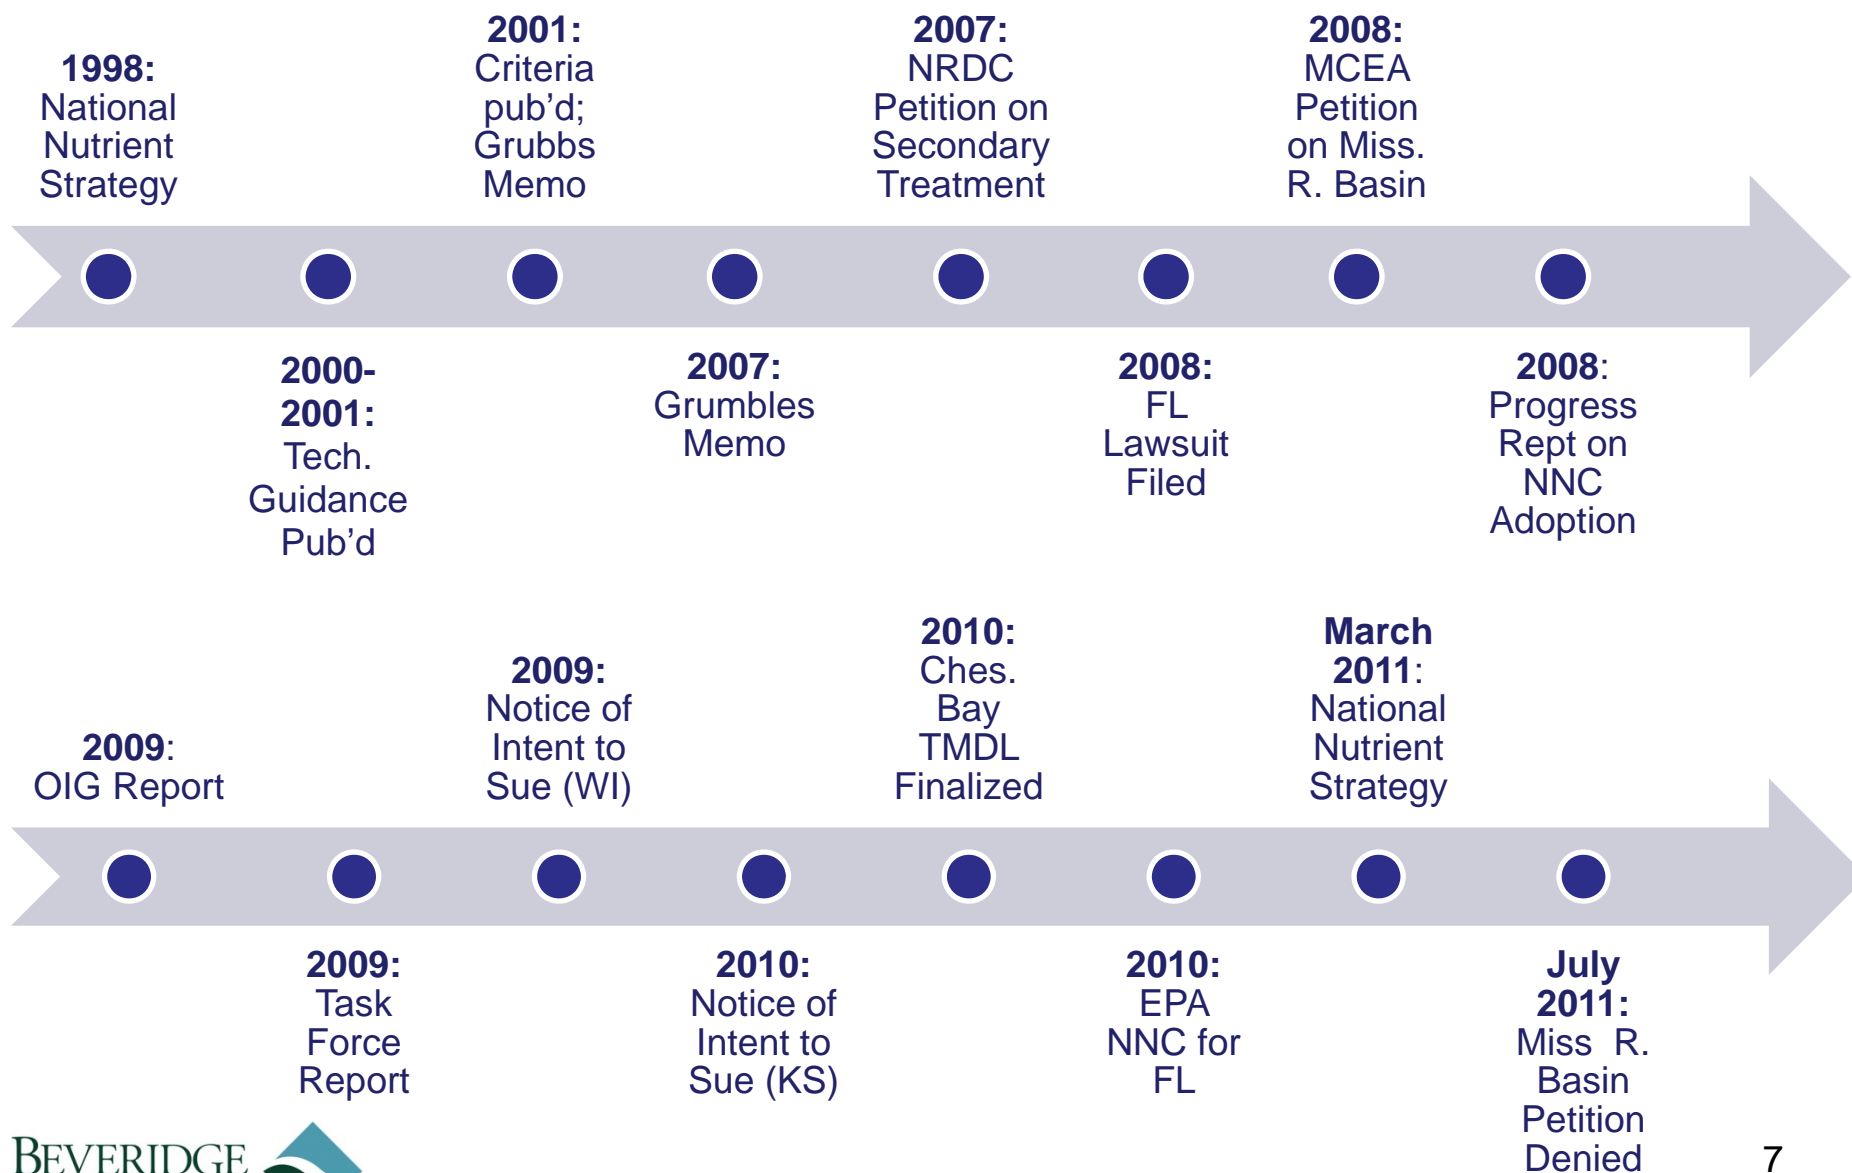 1998:
National
Nutrient
Strategy
2000-
2001:
Tech.
Guidance
Pub’d
2001:
Criteria
pub’d;
Grubbs
Memo
2007:
Grumbles
Memo
2007:
NRDC
Petition on
Secondary
Treatment
2008:
FL
Lawsuit
Filed
2008:
MCEA
Petition
on Miss.
R. Basin
2008:
Progress
Rept on
NNC
Adoption
2009:
OIG Report
2009:
Task
Force
Report
2009:
Notice of
Intent to
Sue (WI)
2010:
Notice of
Intent to
Sue (KS)
2010:
Ches.
Bay
TMDL
Finalized
2010:
EPA
NNC for
FL
March
2011:
National
Nutrient
Strategy
July
2011:
Miss R.
Basin
Petition
Denied
BEVERIDGE
7